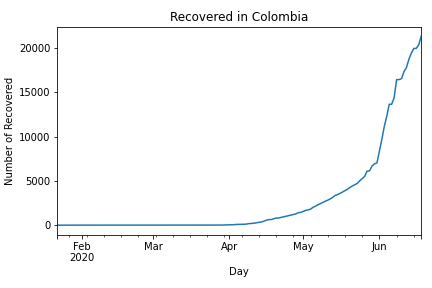 Recovered in Colombia
Number of Recovered
20000
15000
10000
5000
0
Feb
2020
Mar
Apr
May
Jun
Day